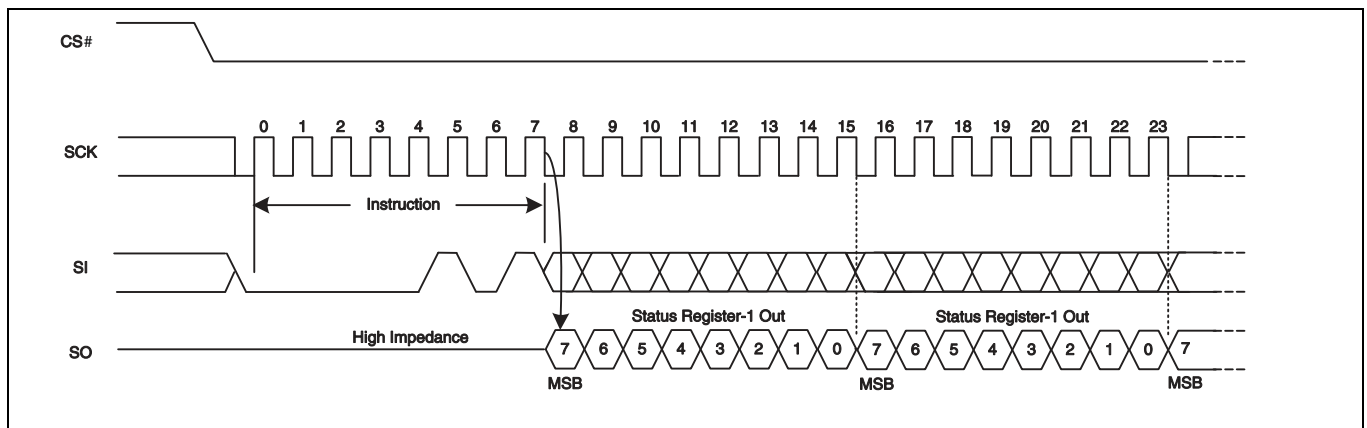 CS#
0 1 2 3 4 5 6 7 8 9 10 11 12 13 14 15 16 17 18 19 20 21 22 23
SCK
Instruction
SI
Status Register-1 Out Status Register-1 Out
High Impedance
SO 7 6 5 4 3 2 1 0 7 6 5 4 3 2 1 0 7
MSB MSB MSB